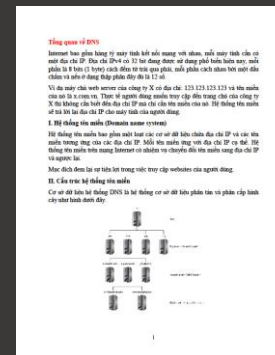 Tổng quan về DNS
Internet bao gồm hàng tỷ máy tính kết nối mạng với nhau, mỗi máy tính cần có
một địa chỉ IP. Địa chỉ IPv4 có 32 bit đang được sử dụng phổ biến hiện nay, mỗi
phần là 8 bits (1 byte) cách đếm từ trái qua phải, mỗi phần cách nhau bởi một dấu
chấm và nếu ở dạng thập phân đầy đủ là 12 số.
Ví dụ máy chủ web server của công ty X có địa chỉ: 123.123.123.123 và tên miền
của nó là x.com.vn. Thực tế người dùng muốn truy cập đến trang chủ của công ty
X thì không cần biết đến địa chỉ IP mà chỉ cần tên miền của nó. Hệ thống tên miền
sẽ trả lời lại địa chỉ IP cho máy tính của người dùng.
I. Hệ thống tên miền (Domain name system)
Hệ thống tên miền bao gồm một loạt các cơ sở dữ liệu chứa địa chỉ IP và các tên
miền tương ứng của các địa chỉ IP. Mỗi tên miền ứng với địa chỉ IP cụ thể. Hệ
thống tên miền trên mạng Internet có nhiệm vụ chuyển đổi tên miền sang địa chỉ IP
và ngược lại.
Mục đích đem lại sự tiện lợi trong việc truy cập websites của người dùng.
II. Cấu trúc hệ thống tên miền
Cơ sở dữ liệu hệ thống DNS là hệ thống cơ sở dữ liệu phân tán và phân cấp hình
cây như hình dưới đây.
1